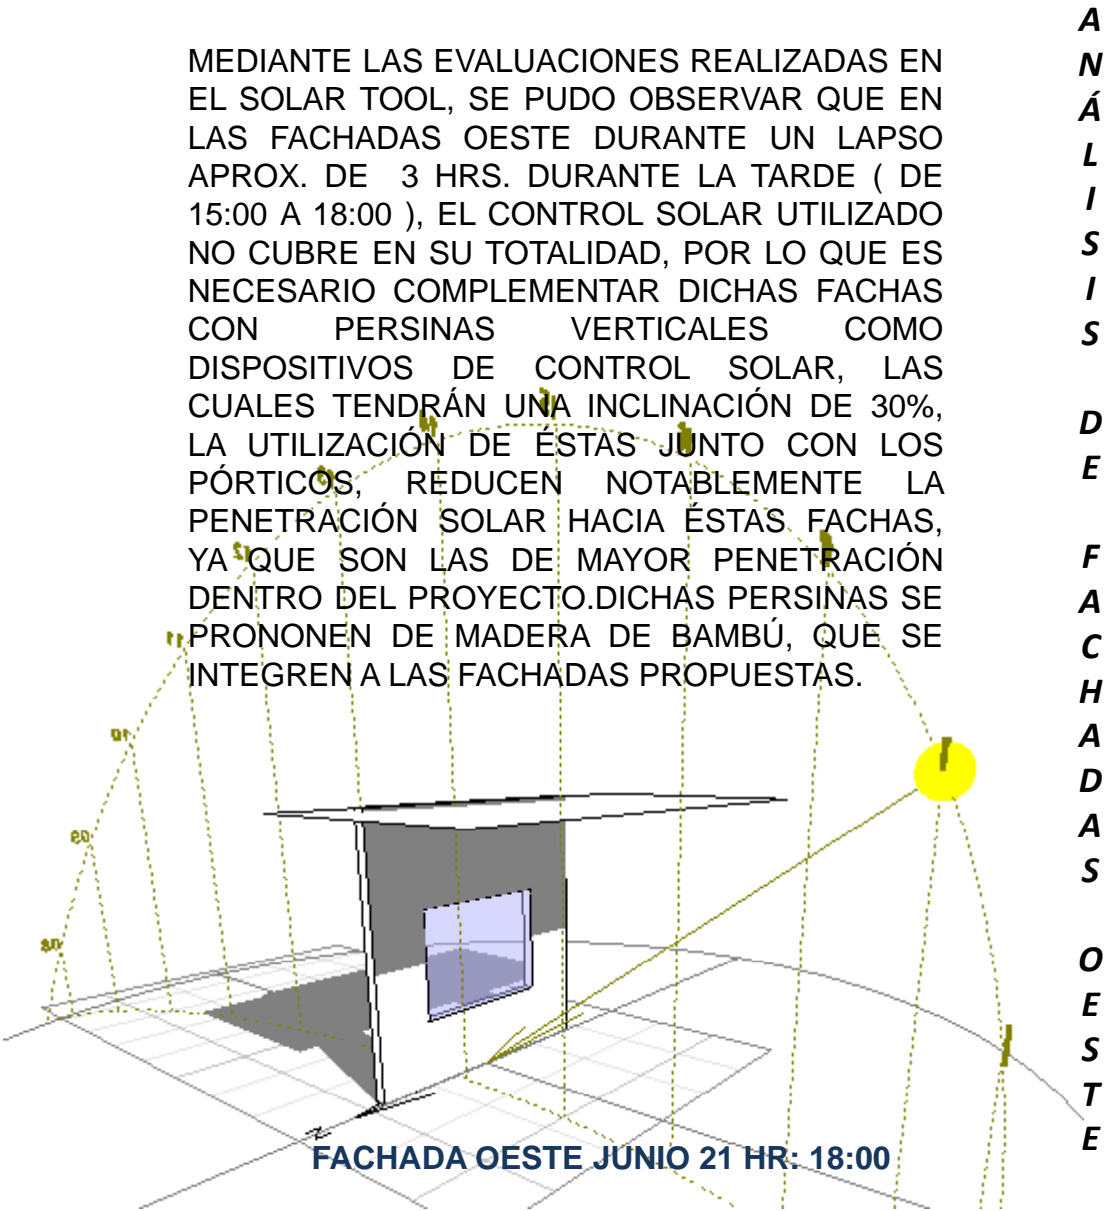 MEDIANTE LAS EVALUACIONES REALIZADAS EN
EL SOLAR TOOL, SE PUDO OBSERVAR QUE EN
LAS FACHADAS OESTE DURANTE UN LAPSO
APROX. DE 3 HRS. DURANTE LA TARDE ( DE
15:00 A 18:00 ), EL CONTROL SOLAR UTILIZADO
NO CUBRE EN SU TOTALIDAD, POR LO QUE ES
NECESARIO COMPLEMENTAR DICHAS FACHAS
CON PERSINAS VERTICALES COMO
DISPOSITIVOS DE CONTROL SOLAR, LAS
CUALES TENDRÁN UNA INCLINACIÓN DE 30%,
LA UTILIZACIÓN DE ÉSTAS JUNTO CON LOS
PÓRTICOS, REDUCEN NOTABLEMENTE LA
PENETRACIÓN SOLAR HACIA ÉSTAS FACHAS,
YA QUE SON LAS DE MAYOR PENETRACIÓN
DENTRO DEL PROYECTO.DICHAS PERSINAS SE
PRONONEN DE MADERA DE BAMBÚ, QUE SE
INTEGREN A LAS FACHADAS PROPUESTAS.
11
10
09
08
N
FACHADA OESTE JUNIO 21 HR: 18:00
ANÁLISIS DE FACHADAS OESTE